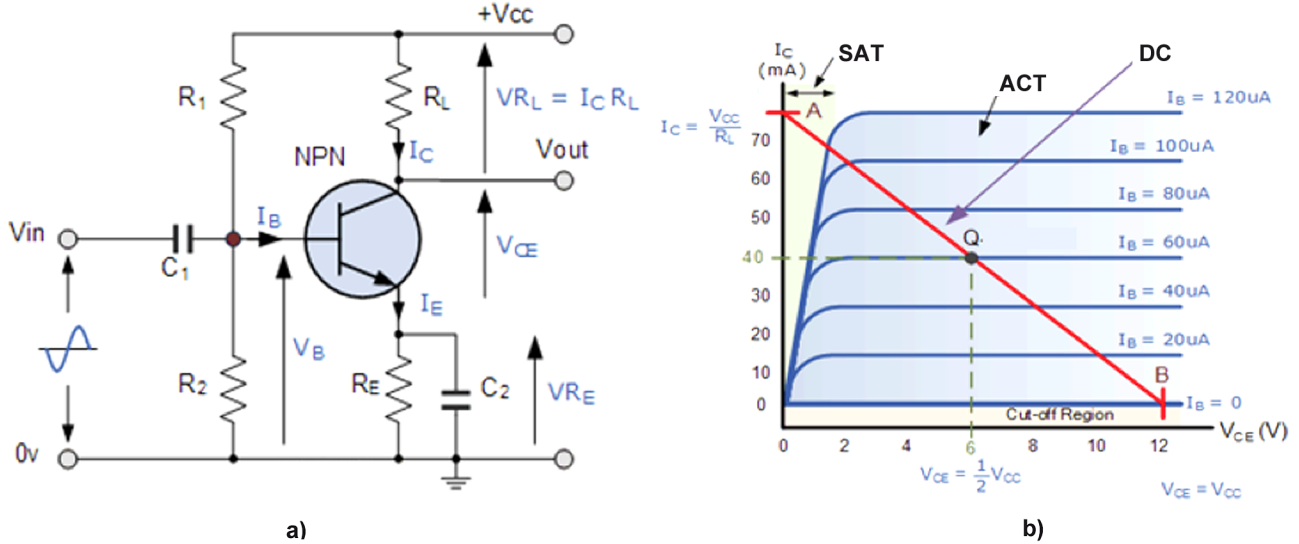 +Vcc
R1
RL
VRL = IC RL
NPN
IC
Vout
Vin
IB
C1
VCE
IE
VB
R2
RE
C2
VRE
0v
a)
IC
(mA)
SAT
DC
ACT
A
IB = 120uA
IC = VCC
RL
70
IB = 100uA
60
IB = 80uA
50
Q.
IB = 60uA
40
IB = 40uA
30
IB = 20uA
20
10
B
0
IB = 0
Cut-off Region
VCE (V)
0 2 4 6 8 10 12
VCE = 1/2 VCC
VCE = VCC
b)